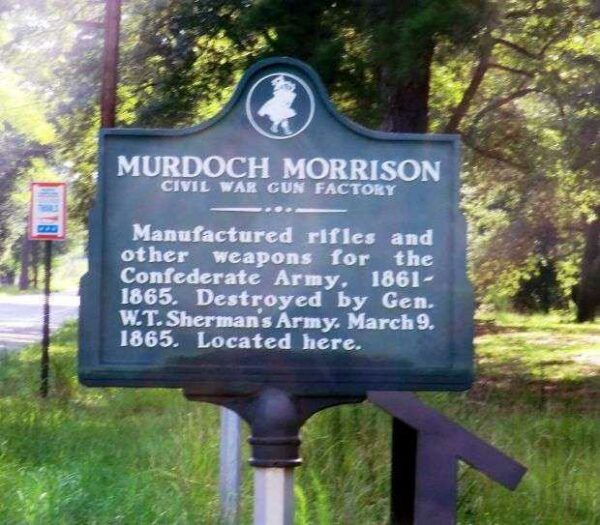 MURDOCH MORRISON
CIVIL WAR GUN FACTORY
Manufactured rifles and
other weapons for the
Confederate Army, 1861-
1865. Destroyed by Gen.
W.T. Sherman's Army. March 9,
1865. Located here.
TRAILS